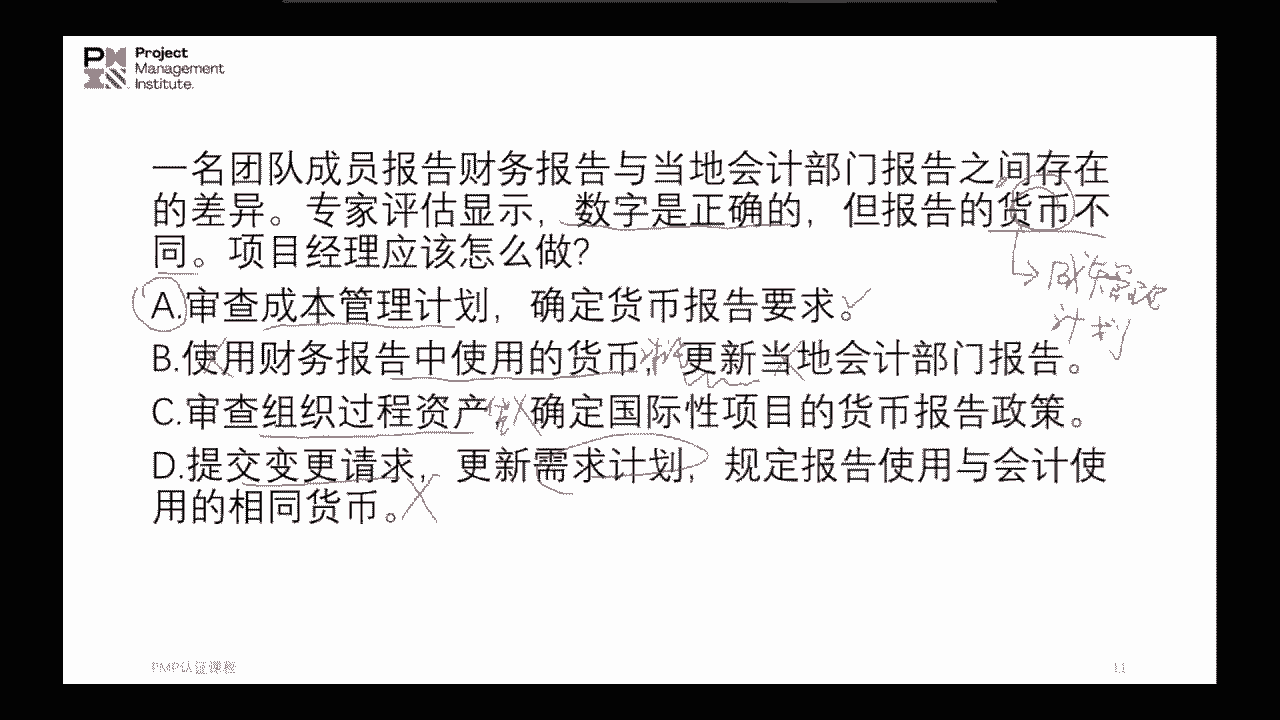 Project
Management
Institute.
一名团队成员报告财务报告与当地会计部门报告之间存在
的差异。专家评估显示，数字是正确的，但报告的货币不
同。项目经理应该怎么做?
A.审查成本管理计划，确定货币报告要求。
B.使用财务报告中使用的货币，更新当地会计部门报告。
C.审查组织过程资产 确定国际性项目的货币报告政策。
D.提交变更请求，更新需求计划，规定报告使用与会计使
用的相同货币。
成本管理
计划
PMP认证课程
11